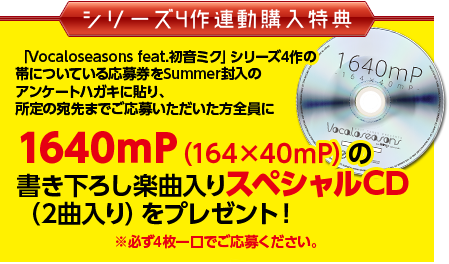 シリーズ4作連動購入特典
「Vocaloseasons feat.初音ミク」シリーズ4作の
帯についている応募券をSummer封入の
アンケートハガキに貼り、
所定の宛先までご応募いただいた方全員に
1640mP（164×40mP）の
書き下ろし楽曲入りスペシャルCD
（2曲入り）をプレゼント！
※必ず4枚一口でご応募ください。
1640mP
164×40mP
Vocaloseasons